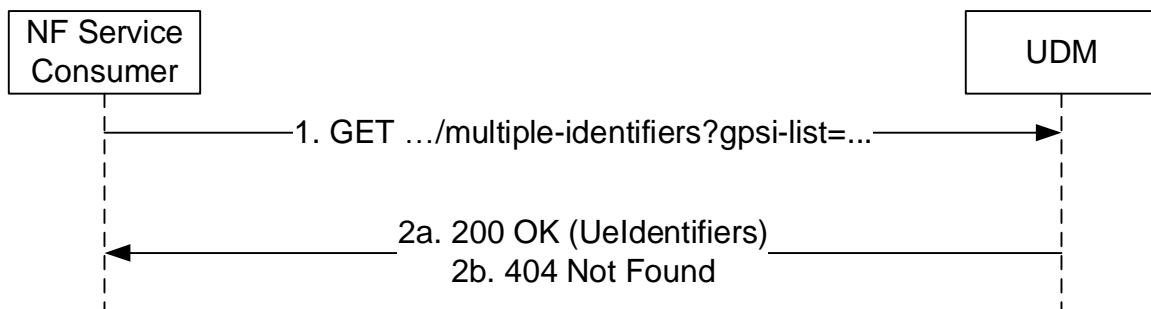 NF Service
Consumer
UDM
1. GET …/multiple-identifiers?gpsi-list=...
2a. 200 OK (UeIdentifiers)
2b. 404 Not Found